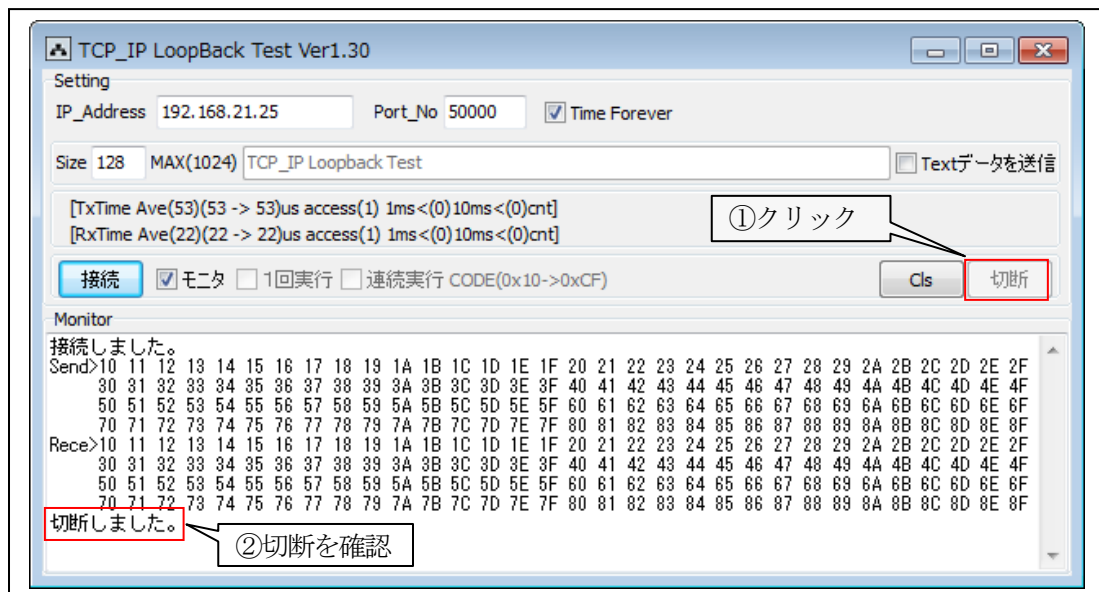 TCP_IP LoopBack Test Ver1.30
Setting
IP_Address 192.168.21.25 Port_No 50000 Time Forever
Size 128 MAX(1024) TCP_IP Loopback Test Textデータを送信
[TxTime Ave(53)(53 -> 53)us access(1) 1ms<(0)10ms<(0)cnt]
[RxTime Ave(22)(22 -> 22)us access(1) 1ms<(0)10ms<(0)cnt]
①クリック
接続 モニタ 1回実行 連続実行 CODE(0x10->0xCF) Cls 切断
Monitor
接続しました。
Send>10 11 12 13 14 15 16 17 18 19 1A 1B 1C 1D 1E 1F 20 21 22 23 24 25 26 27 28 29 2A 2B 2C 2D 2E 2F
30 31 32 33 34 35 36 37 38 39 3A 3B 3C 3D 3E 3F 40 41 42 43 44 45 46 47 48 49 4A 4B 4C 4D 4E 4F
50 51 52 53 54 55 56 57 58 59 5A 5B 5C 5D 5E 5F 60 61 62 63 64 65 66 67 68 69 6A 6B 6C 6D 6E 6F
70 71 72 73 74 75 76 77 78 79 7A 7B 7C 7D 7E 7F 80 81 82 83 84 85 86 87 88 89 8A 8B 8C 8D 8E 8F
Rece>10 11 12 13 14 15 16 17 18 19 1A 1B 1C 1D 1E 1F 20 21 22 23 24 25 26 27 28 29 2A 2B 2C 2D 2E 2F
30 31 32 33 34 35 36 37 38 39 3A 3B 3C 3D 3E 3F 40 41 42 43 44 45 46 47 48 49 4A 4B 4C 4D 4E 4F
50 51 52 53 54 55 56 57 58 59 5A 5B 5C 5D 5E 5F 60 61 62 63 64 65 66 67 68 69 6A 6B 6C 6D 6E 6F
70 71 72 73 74 75 76 77 78 79 7A 7B 7C 7D 7E 7F 80 81 82 83 84 85 86 87 88 89 8A 8B 8C 8D 8E 8F
切断しました。
②切断を確認